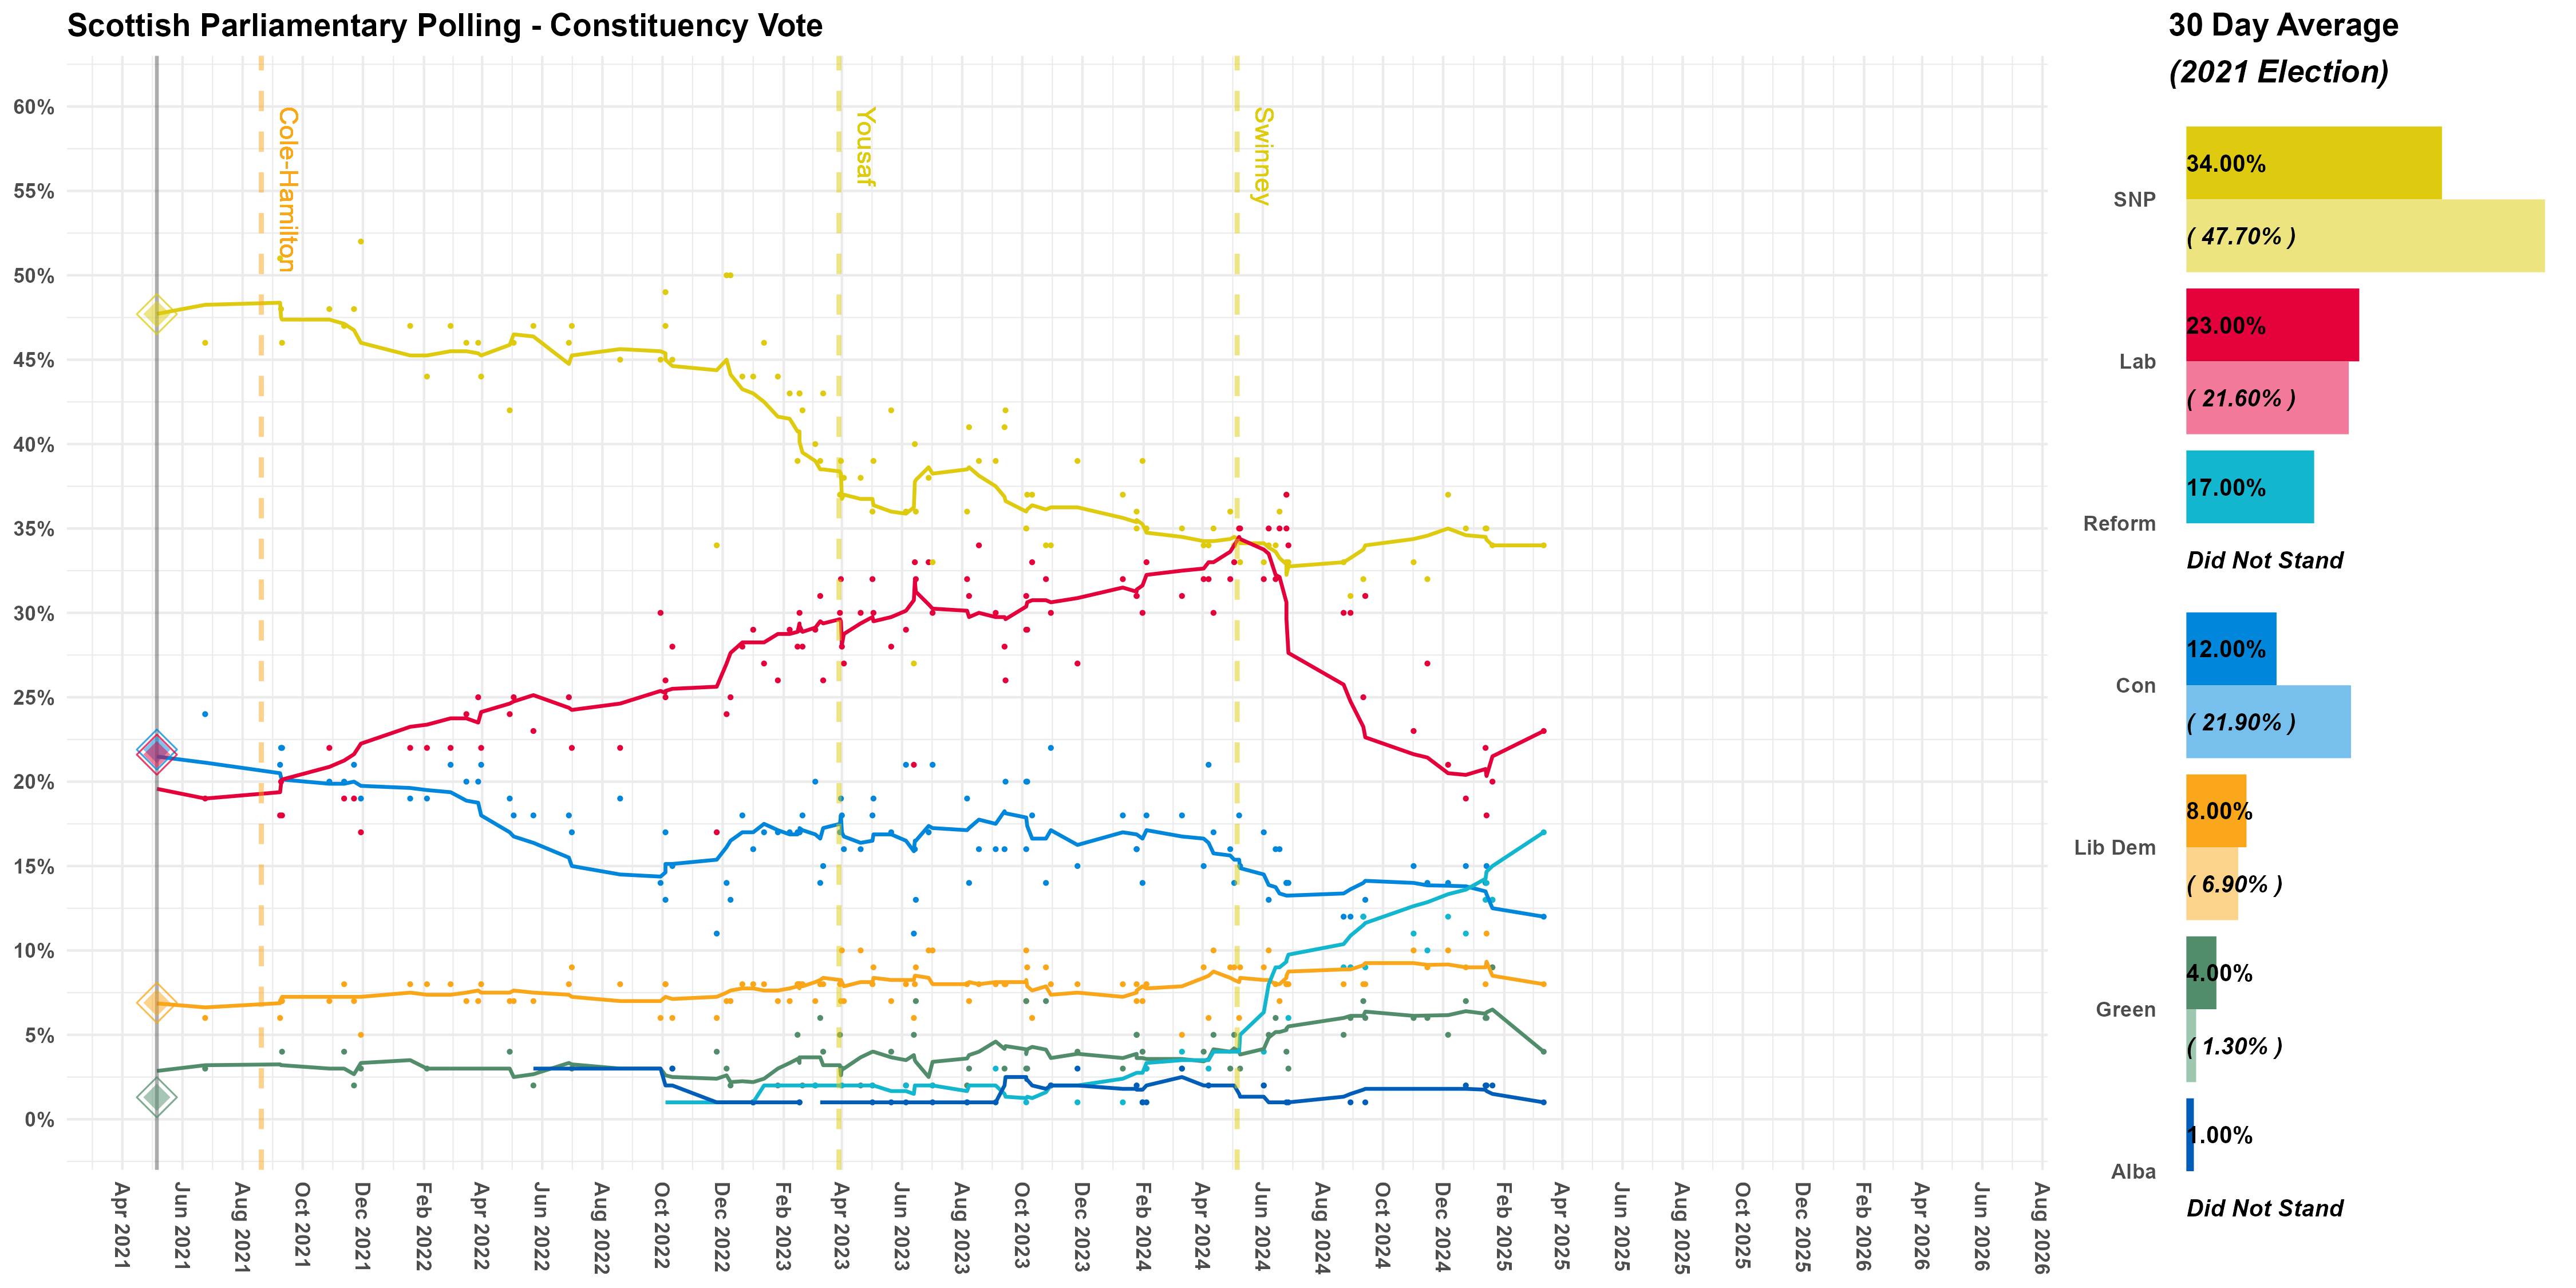 Scottish Parliamentary Polling - Constituency Vote
30 Day Average
(2021 Election)
60%
55%
50%
45%
40%
35%
30%
25%
20%
15%
10%
5%
0%
Cole-Hamilton
Yousaf
Swinney
Apr 2021
Jun 2021
Aug 2021
Oct 2021
Dec 2021
Feb 2022
Apr 2022
Jun 2022
Aug 2022
Oct 2022
Dec 2022
Feb 2023
Apr 2023
Jun 2023
Aug 2023
Oct 2023
Dec 2023
Feb 2024
Apr 2024
Jun 2024
Aug 2024
Oct 2024
Dec 2024
Feb 2025
Apr 2025
Jun 2025
Aug 2025
Oct 2025
Dec 2025
Feb 2026
Apr 2026
Jun 2026
Aug 2026
34.00%
SNP
( 47.70% )
23.00%
Lab
( 21.60% )
17.00%
Reform
Did Not Stand
12.00%
Con
( 21.90% )
8.00%
Lib Dem
( 6.90% )
4.00%
Green
( 1.30% )
1.00%
Alba
Did Not Stand